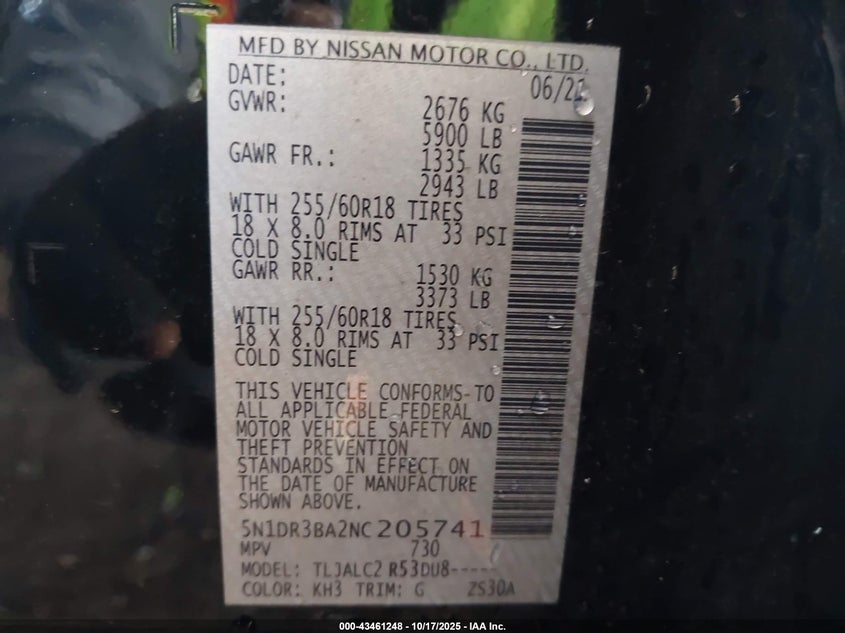 MFD BY NISSAN MOTOR CO., LTD.
DATE: 06/21
GVWR: 2676 KG
5900 LB
GAWR FR.: 1335 KG
2943 LB
WITH 255/60R18 TIRES
18 X 8.0 RIMS AT 33 PSI
COLD SINGLE
GAWR RR.: 1530 KG
3373 LB
WITH 255/60R18 TIRES
18 X 8.0 RIMS AT 33 PSI
COLD SINGLE
THIS VEHICLE CONFORMS TO
ALL APPLICABLE FEDERAL
MOTOR VEHICLE SAFETY AND
THEFT PREVENTION
STANDARDS IN EFFECT ON
THE DATE OF MANUFACTURE
SHOWN ABOVE.
5N1DR3BA2NC205741
MPV 730
MODEL: TLJALC2 R53DU8-----
COLOR: KH3 TRIM: G ZS30A
000-43461248 - 10/17/2025 - IAA Inc.